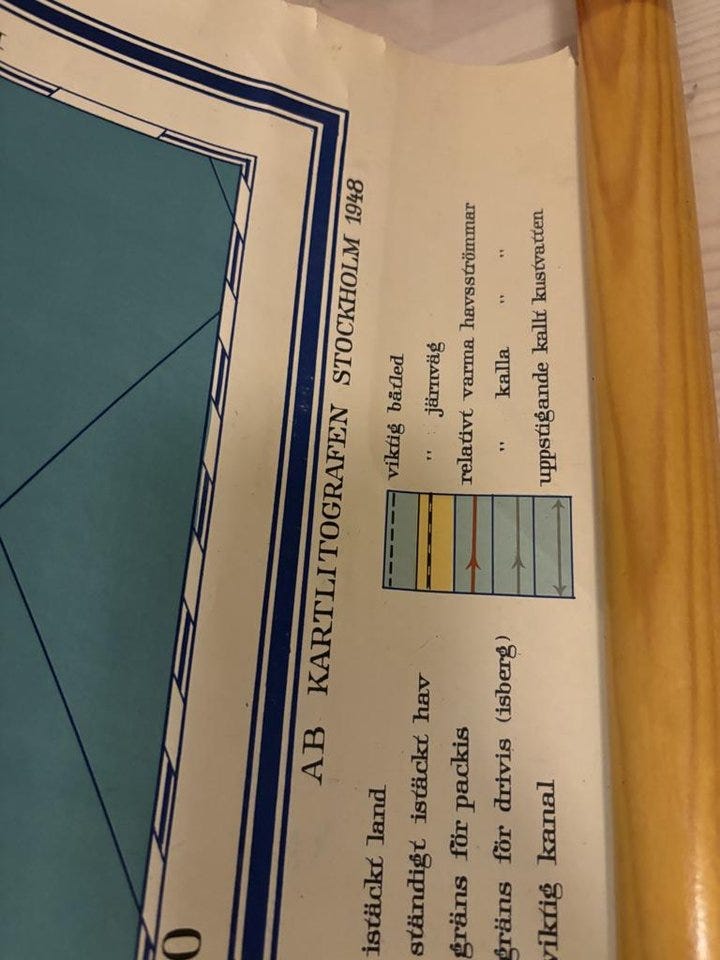 AB KARTLITOGRAFEN STOCKHOLM 1948
istäckt land
ständigt istäckt hav
gräns för packis
gräns för drivis (isberg)
viktig kanal
viktig båtled
" järnväg
relativt varma havsströmmar
" kalla " "
uppstigande kallt kustvatten
0